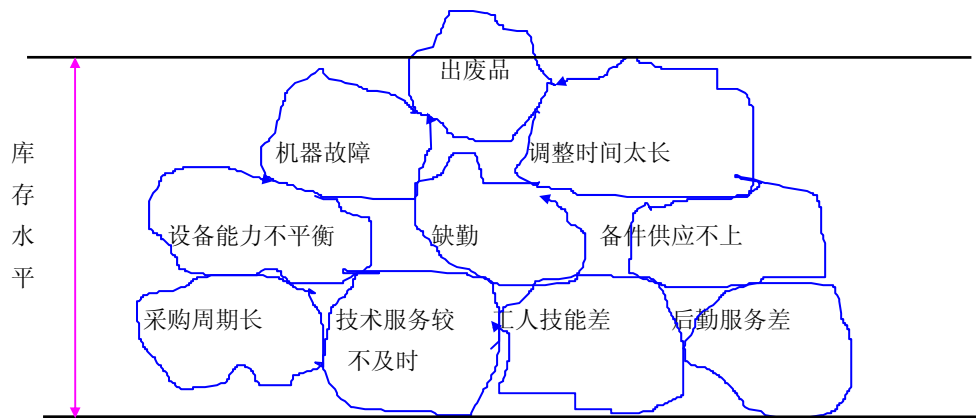 出废品
机器故障
调整时间太长
库存水平
设备能力不平衡
缺勤
备件供应不上
采购周期长
技术服务较
不及时
工人技能差
后勤服务差